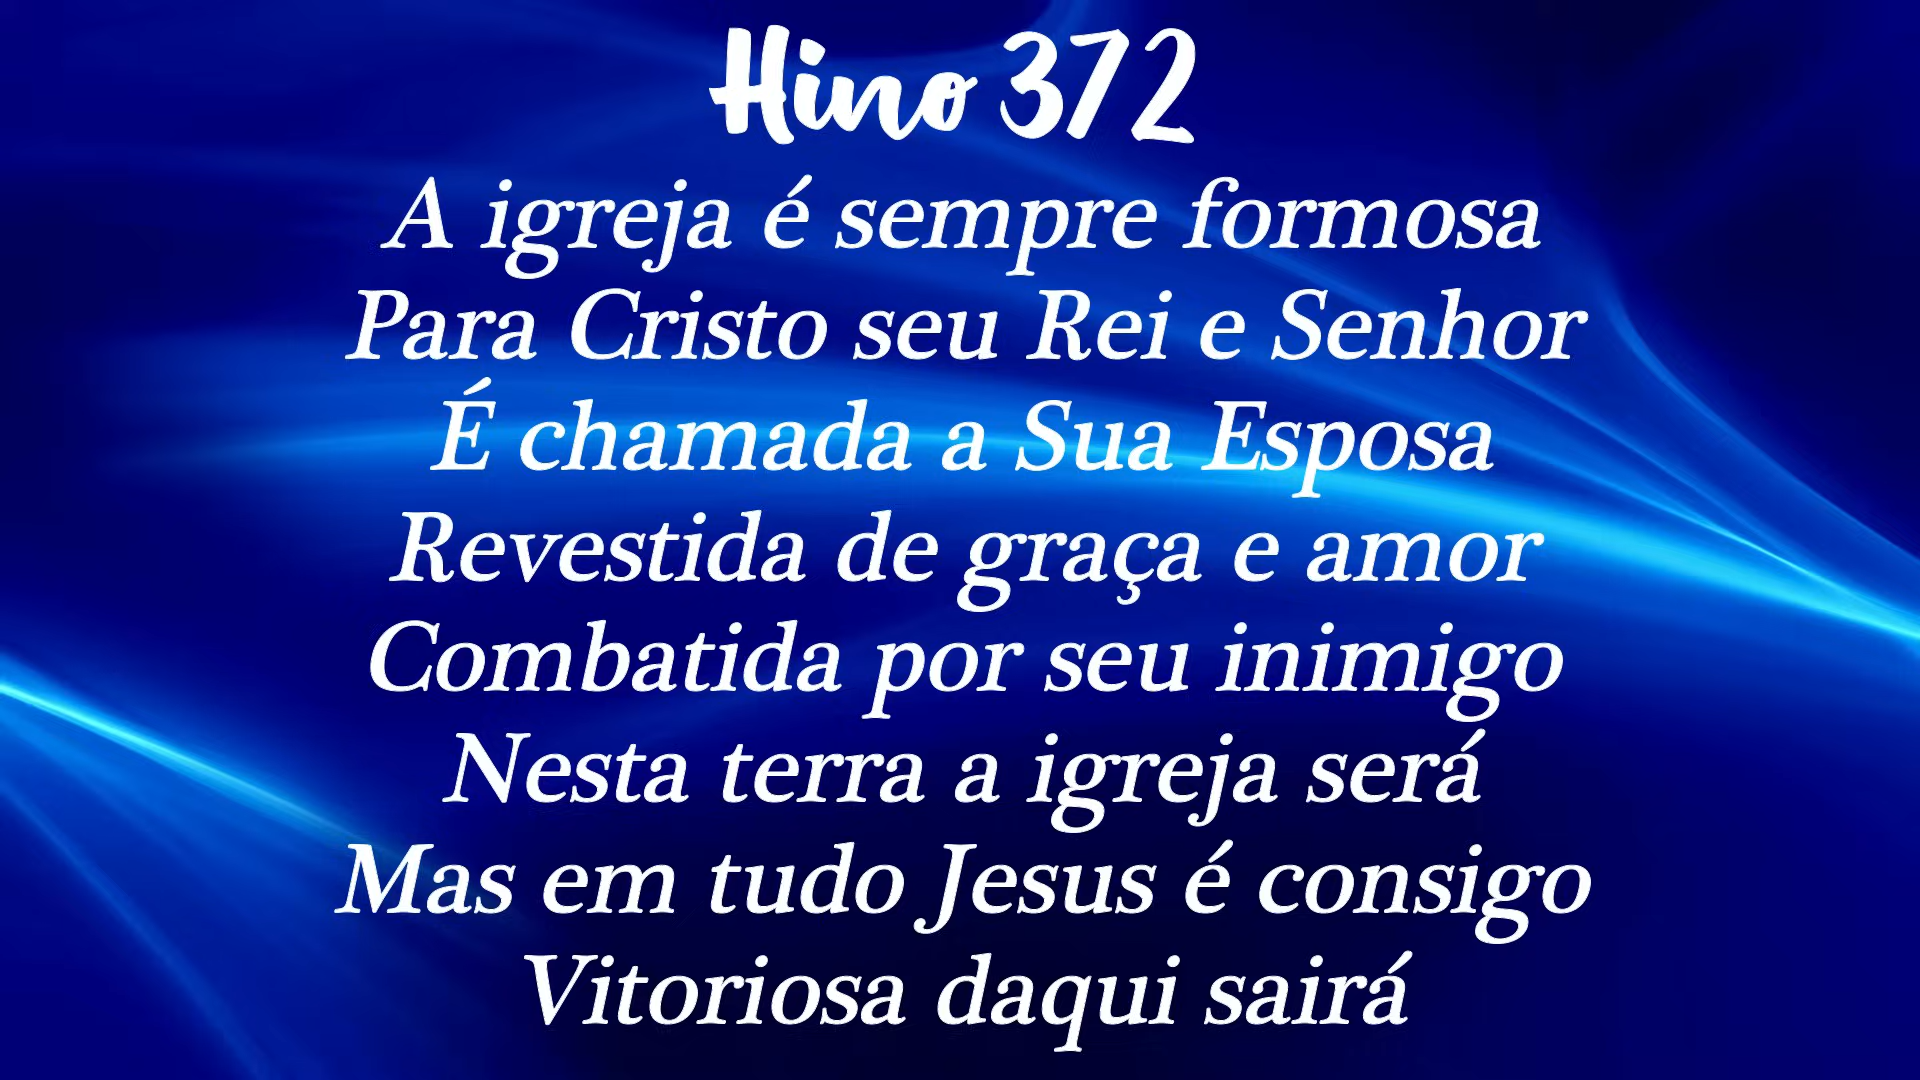 Hino 372
A igreja é sempre formosa
Para Cristo seu Rei e Senhor
É chamada a Sua Esposa
Revestida de graça e amor
Combatida por seu inimigo
Nesta terra a igreja será
Mas em tudo Jesus é consigo
Vitoriosa daqui sairá